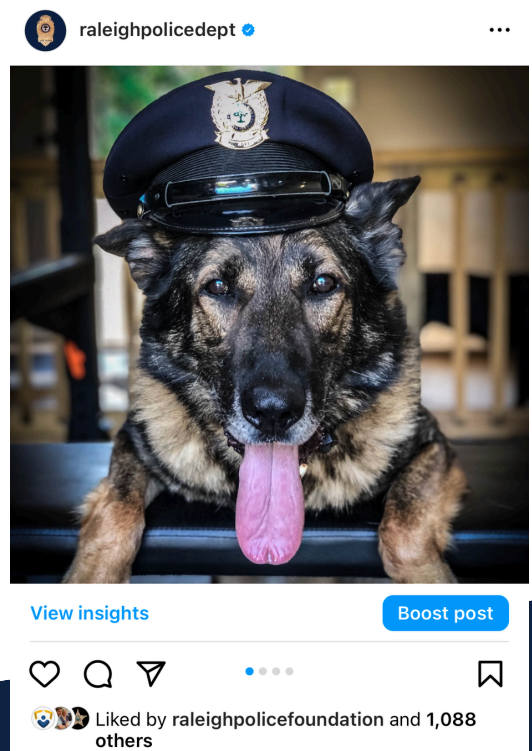 raleighpolicedept
View insights
Boost post
Liked by raleighpolicefoundation and 1,088
others